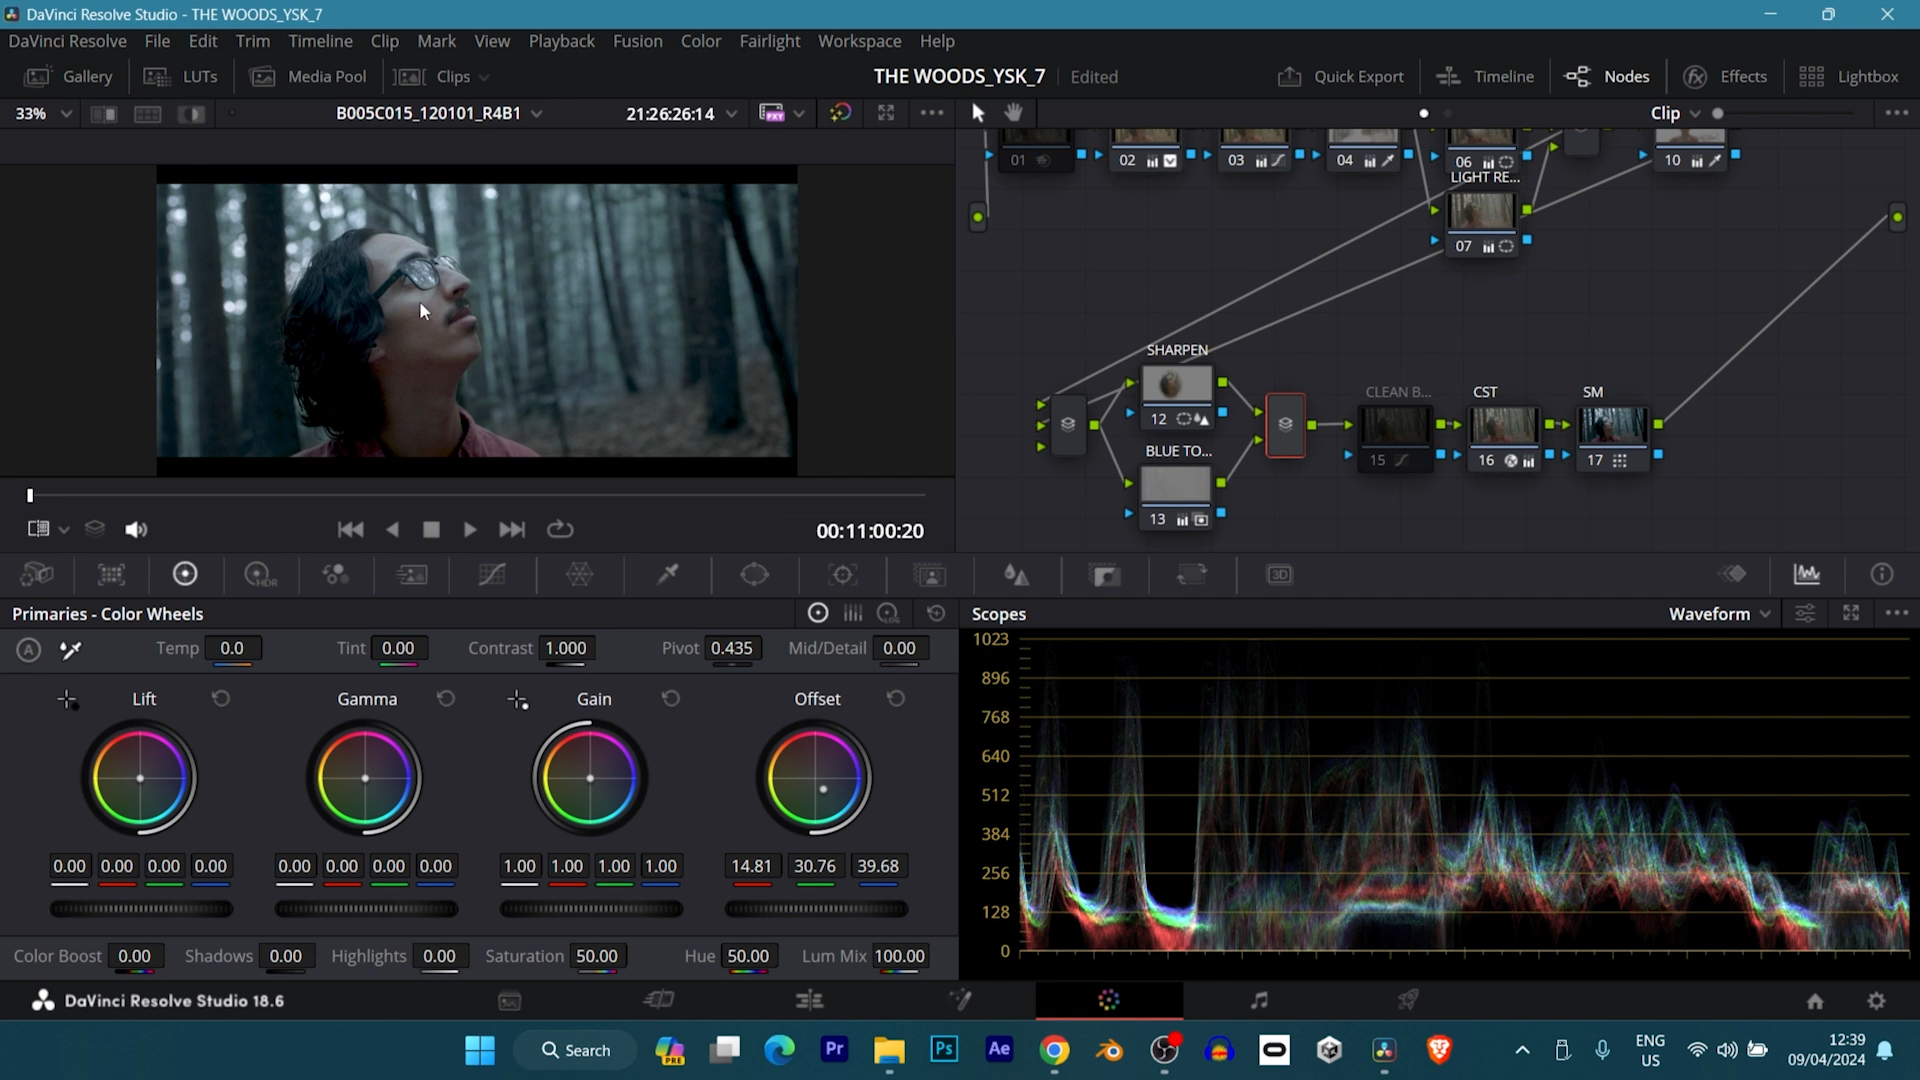 DaVinci Resolve Studio - THE WOODS_YSK_7
DaVinci Resolve File Edit Trim Timeline Clip Mark View Playback Fusion Color Fairlight Workspace Help
Gallery LUTs Media Pool Clips THE WOODS_YSK_7 Edited Quick Export Timeline Nodes Effects Lightbox
33% B005C015_120101_R4B1 21:26:26:14 PXY Clip
01 02 03 04 06 10
LIGHT RE...
07
SHARPEN
12
CLEAN B... CST SM
15 16 17
BLUE TO...
13
00:11:00:20
HDR 3D
Primaries - Color Wheels
LOG
Scopes Waveform
A Temp 0.0 Tint 0.00 Contrast 1.000 Pivot 0.435 Mid/Detail 0.00
Lift Gamma Gain Offset
0.00 0.00 0.00 0.00 0.00 0.00 0.00 0.00 1.00 1.00 1.00 1.00 14.81 30.76 39.68
Color Boost 0.00 Shadows 0.00 Highlights 0.00 Saturation 50.00 Hue 50.00 Lum Mix 100.00
1023
896
768
640
512
384
256
128
0
DaVinci Resolve Studio 18.6
Search PRE Pr Ps Ae
ENG
US
12:39
09/04/2024